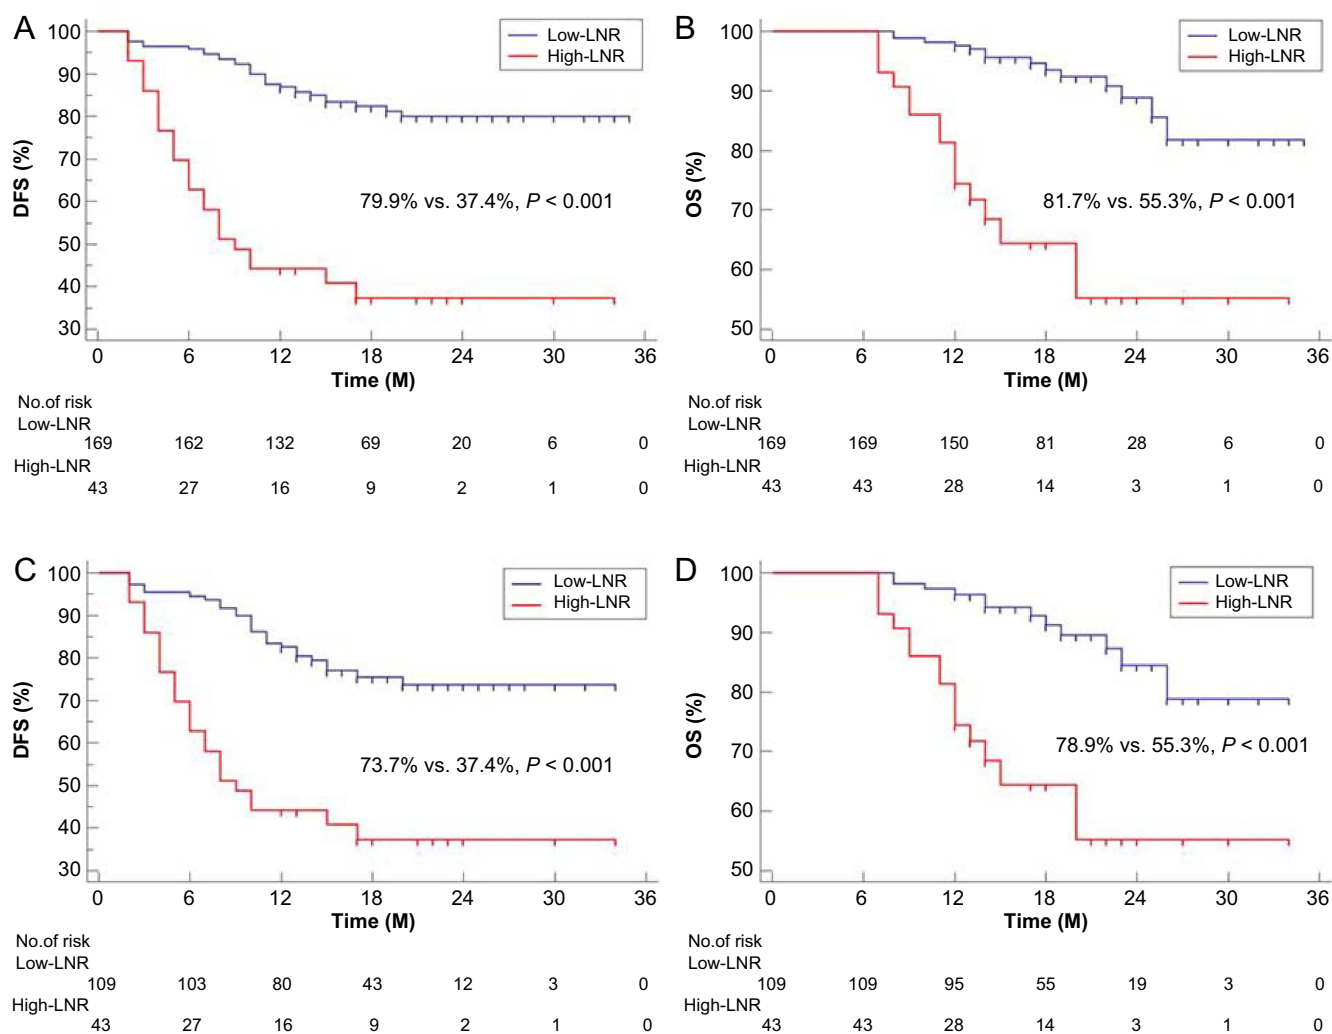 A
100
90
80
70
60
50
40
30
DFS (%)
Low-LNR
High-LNR
79.9% vs. 37.4%, P < 0.001
0 6 12 18 24 30 36
Time (M)
No.of risk
Low-LNR
169 162 132 69 20 6 0
High-LNR
43 27 16 9 2 1 0
B
100
90
80
70
60
50
OS (%)
Low-LNR
High-LNR
81.7% vs. 55.3%, P < 0.001
0 6 12 18 24 30 36
Time (M)
No.of risk
Low-LNR
169 169 150 81 28 6 0
High-LNR
43 43 28 14 3 1 0
C
100
90
80
70
60
50
40
30
DFS (%)
Low-LNR
High-LNR
73.7% vs. 37.4%, P < 0.001
0 6 12 18 24 30 36
Time (M)
No.of risk
Low-LNR
109 103 80 43 12 3 0
High-LNR
43 27 16 9 2 1 0
D
100
90
80
70
60
50
OS (%)
Low-LNR
High-LNR
78.9% vs. 55.3%, P < 0.001
0 6 12 18 24 30 36
Time (M)
No.of risk
Low-LNR
109 109 95 55 19 3 0
High-LNR
43 43 28 14 3 1 0